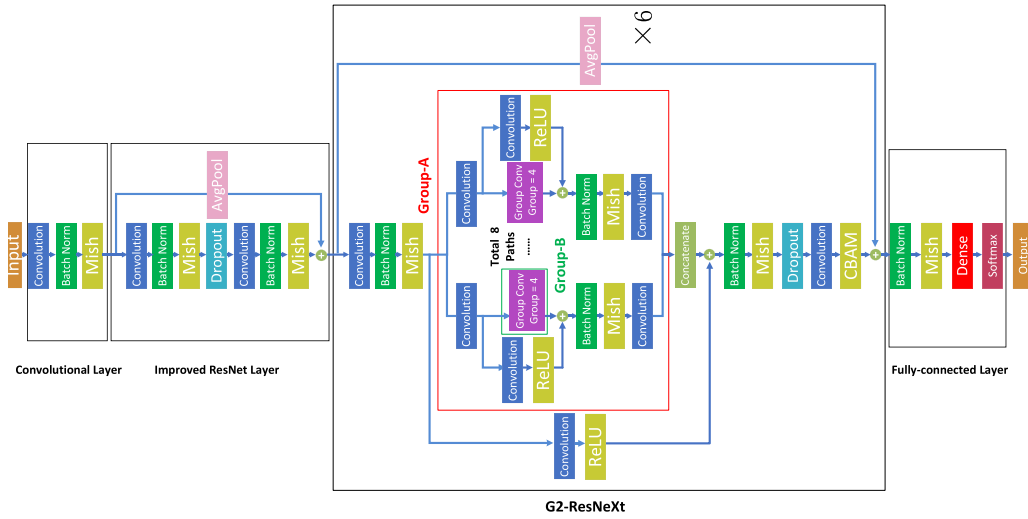 Input
Convolution
Batch Norm
Mish
Convolutional Layer
AvgPool
Convolution
Batch Norm
Mish
Dropout
Convolution
Batch Norm
Mish
+
Improved ResNet Layer
× 6
AvgPool
Convolution
Batch Norm
Mish
Group-A
Convolution
Convolution
ReLU
Group Conv
Group = 4
+
Batch Norm
Mish
Convolution
Total 8
Paths
......
Group-B
Convolution
Group Conv
Group = 4
Convolution
ReLU
+
Batch Norm
Mish
Convolution
Convolution
ReLU
Concatenate
+
Batch Norm
Mish
Dropout
Convolution
CBAM
+
G2-ResNeXt
Batch Norm
Mish
Dense
Softmax
Fully-connected Layer
Output